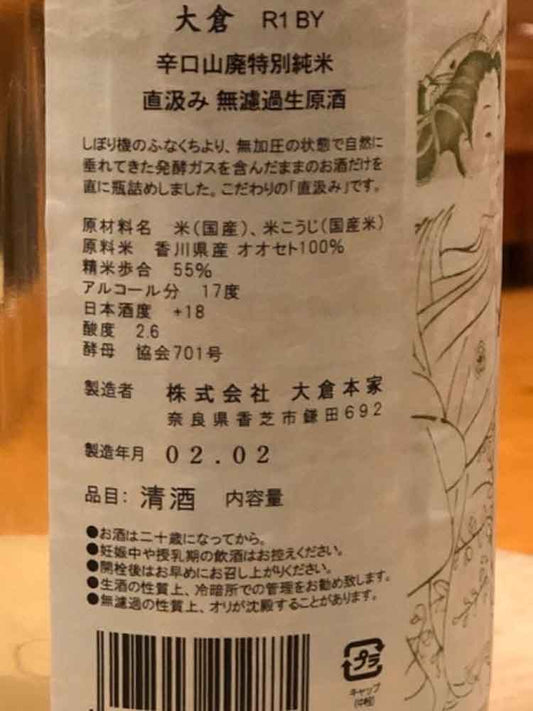 大倉 R1 BY
辛口山廃特別純米
直汲み 無濾過生原酒
しぼり機のふなくちより、無加圧の状態で自然に
垂れてきた発酵ガスを含んだままのお酒だけを
直に瓶詰めしました。こだわりの「直汲み」です。
原材料名 米(国産)、米こうじ(国産米)
原料米 香川県産 オオセト100%
精米歩合 55%
アルコール分 17度
日本酒度 +18
酸度 2.6
酵母 協会701号
製造者 株式会社 大倉本家
奈良県香芝市鎌田692
製造年月 02.02
品目: 清酒 内容量
●お酒は二十歳になってから。
●妊娠中や授乳期の飲酒はお控えください。
●開栓後はお早めにお召し上がりください。
●生酒の性質上、冷暗所での管理をお勧め致します。
●無濾過の性質上、オリが沈殿することがあります。
プラ
キャップ
(中栓)